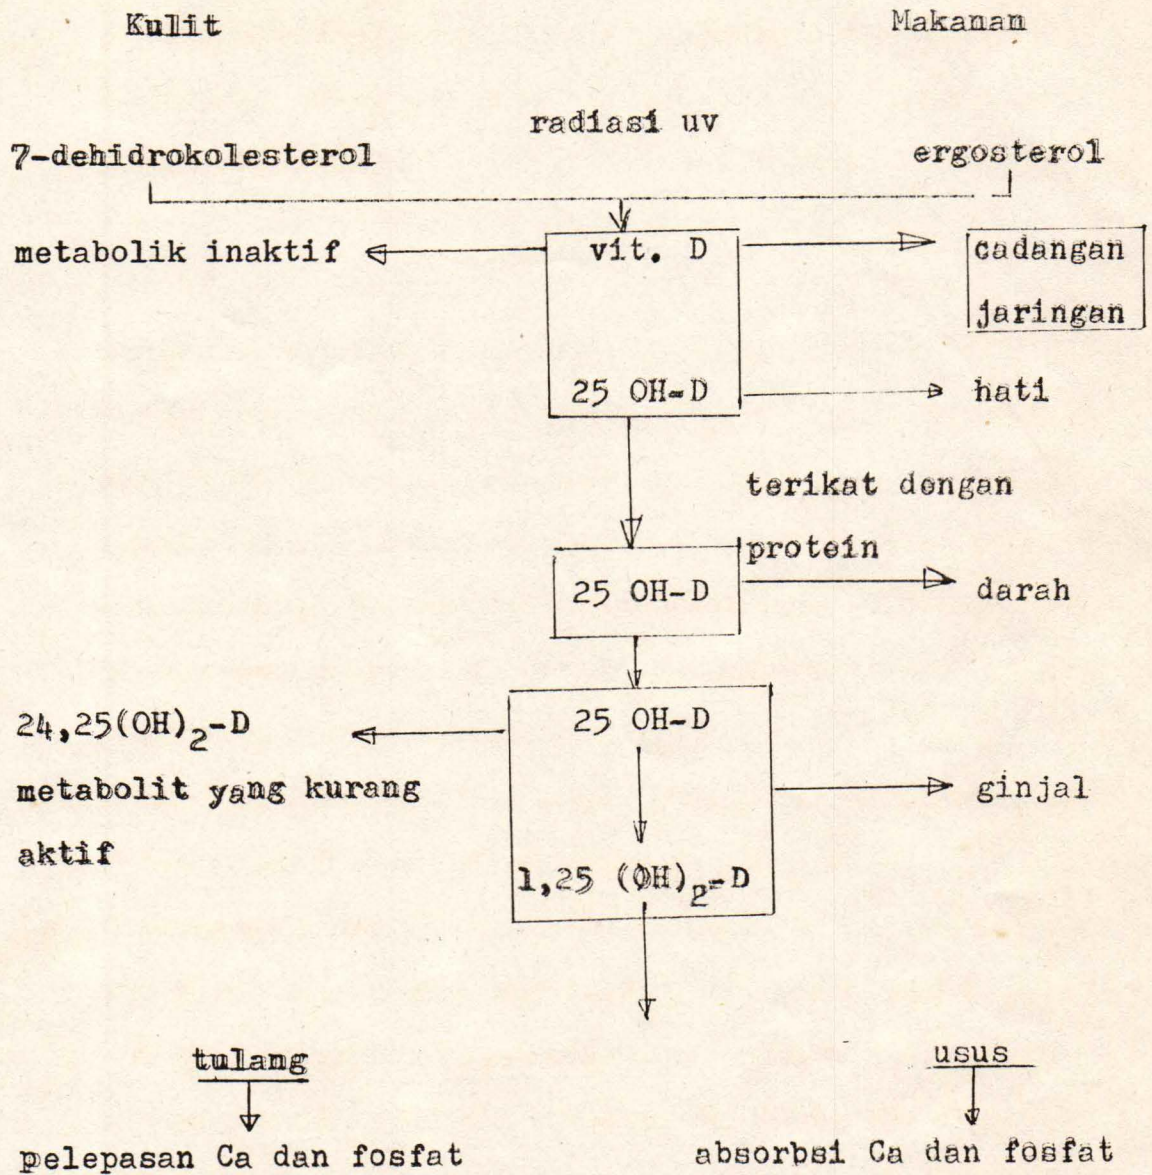 Kulit Makanan
radiasi uv
7-dehidrokolesterol ergosterol
metabolik inaktif vit. D cadangan
jaringan
25 OH-D hati
terikat dengan
protein
25 OH-D darah
24,25(OH)2-D 25 OH-D
metabolit yang kurang ginjal
aktif
1,25 (OH)2-D
tulang usus
pelepasan Ca dan fosfat absorbsi Ca dan fosfat